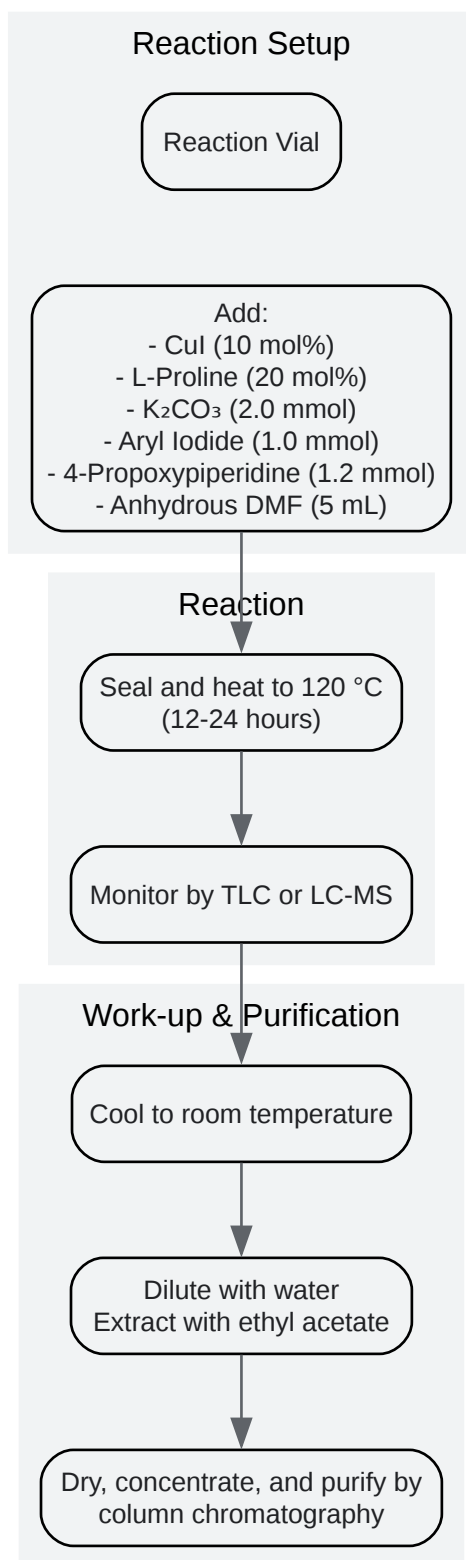 Reaction Setup
Reaction Vial
Add:
- CuI (10 mol%)
- L-Proline (20 mol%)
- K₂CO₃ (2.0 mmol)
- Aryl Iodide (1.0 mmol)
- 4-Propoxypiperidine (1.2 mmol)
- Anhydrous DMF (5 mL)
Reaction
Seal and heat to 120 °C
(12-24 hours)
Monitor by TLC or LC-MS
Work-up & Purification
Cool to room temperature
Dilute with water
Extract with ethyl acetate
Dry, concentrate, and purify by
column chromatography